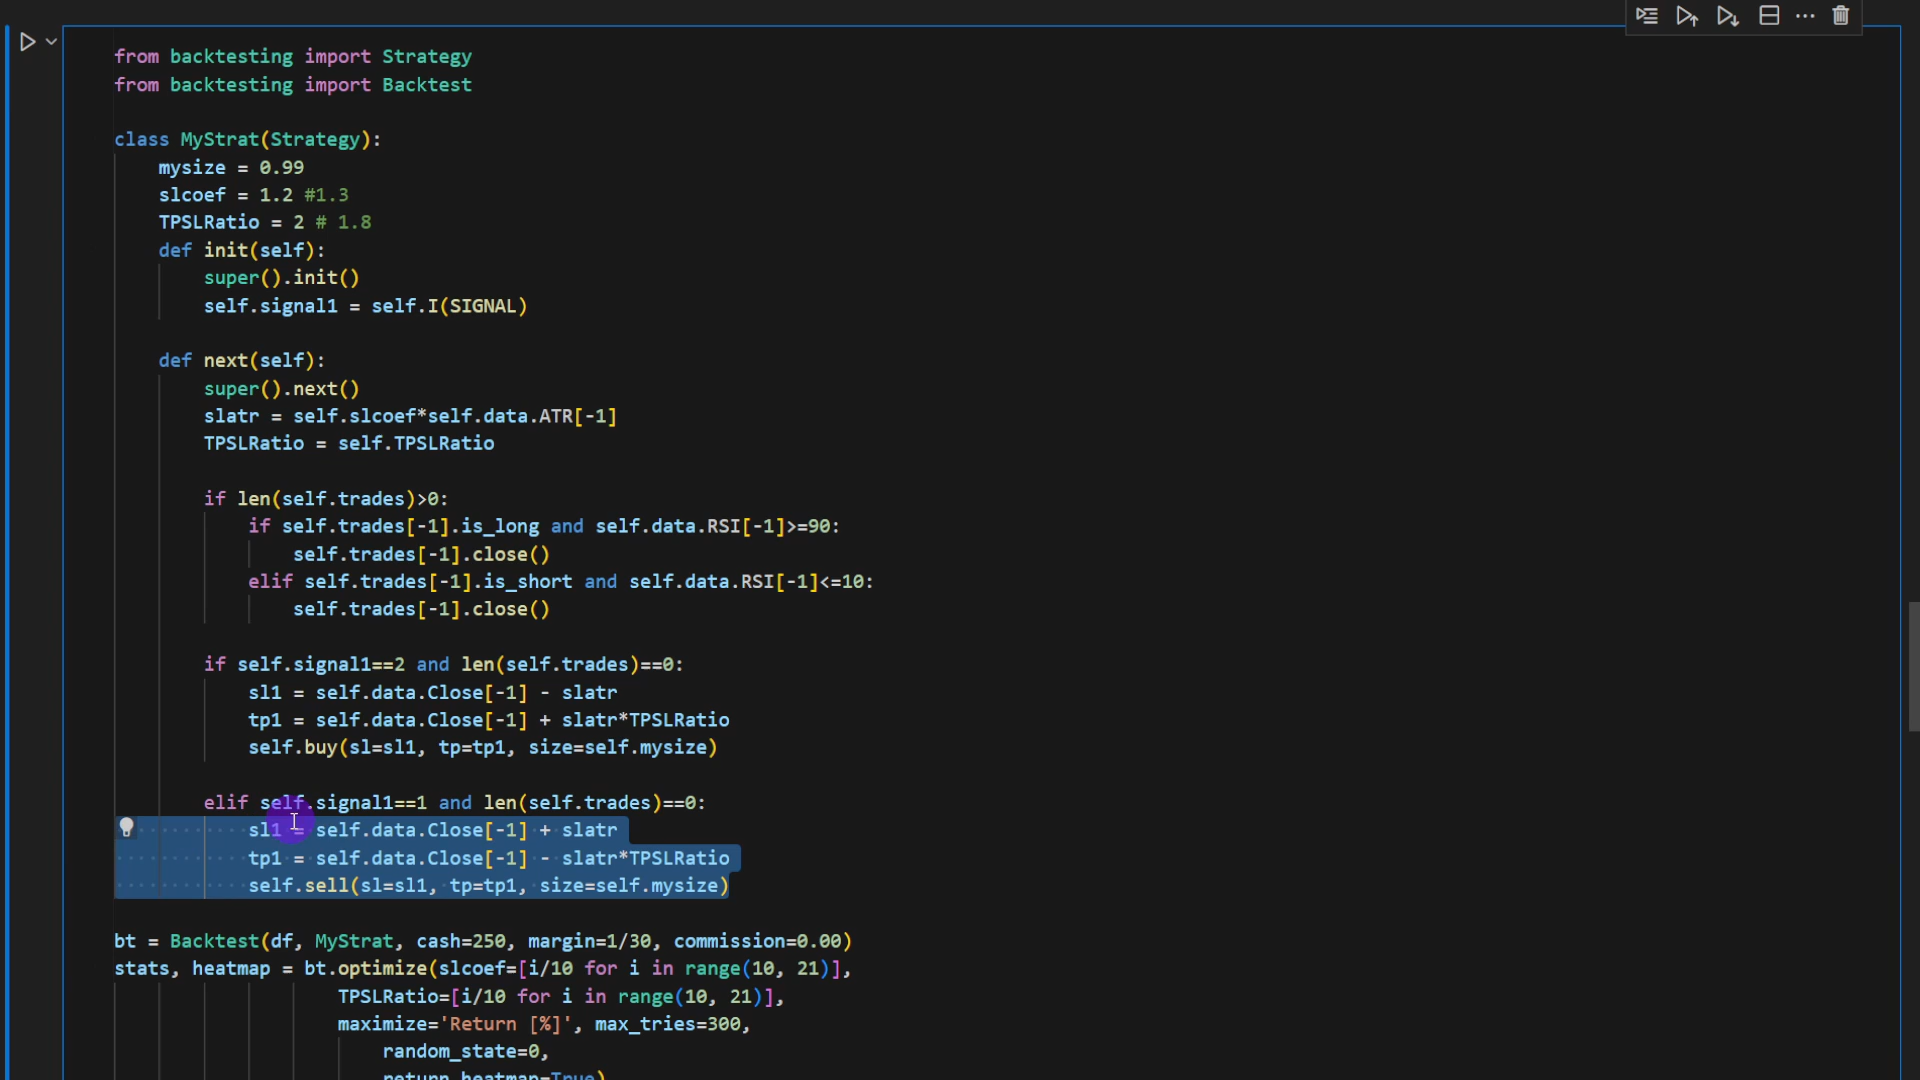 from backtesting import Strategy
from backtesting import Backtest
class MyStrat(Strategy):
    mysize = 0.99
    slcoef = 1.2 #1.3
    TPSLRatio = 2 # 1.8
    def init(self):
        super().init()
        self.signal1 = self.I(SIGNAL)
    def next(self):
        super().next()
        slatr = self.slcoef*self.data.ATR[-1]
        TPSLRatio = self.TPSLRatio
        if len(self.trades)>0:
            if self.trades[-1].is_long and self.data.RSI[-1]>=90:
                self.trades[-1].close()
            elif self.trades[-1].is_short and self.data.RSI[-1]<=10:
                self.trades[-1].close()
        if self.signal1==2 and len(self.trades)==0:
            sl1 = self.data.Close[-1] - slatr
            tp1 = self.data.Close[-1] + slatr*TPSLRatio
            self.buy(sl=sl1, tp=tp1, size=self.mysize)
        elif self.signal1==1 and len(self.trades)==0:
            sl1 = self.data.Close[-1] + slatr
            tp1 = self.data.Close[-1] - slatr*TPSLRatio
            self.sell(sl=sl1, tp=tp1, size=self.mysize)
bt = Backtest(df, MyStrat, cash=250, margin=1/30, commission=0.00)
stats, heatmap = bt.optimize(slcoef=[i/10 for i in range(10, 21)],
                    TPSLRatio=[i/10 for i in range(10, 21)],
                    maximize='Return [%]', max_tries=300,
                        random_state=0,
                        return_heatmap=True)